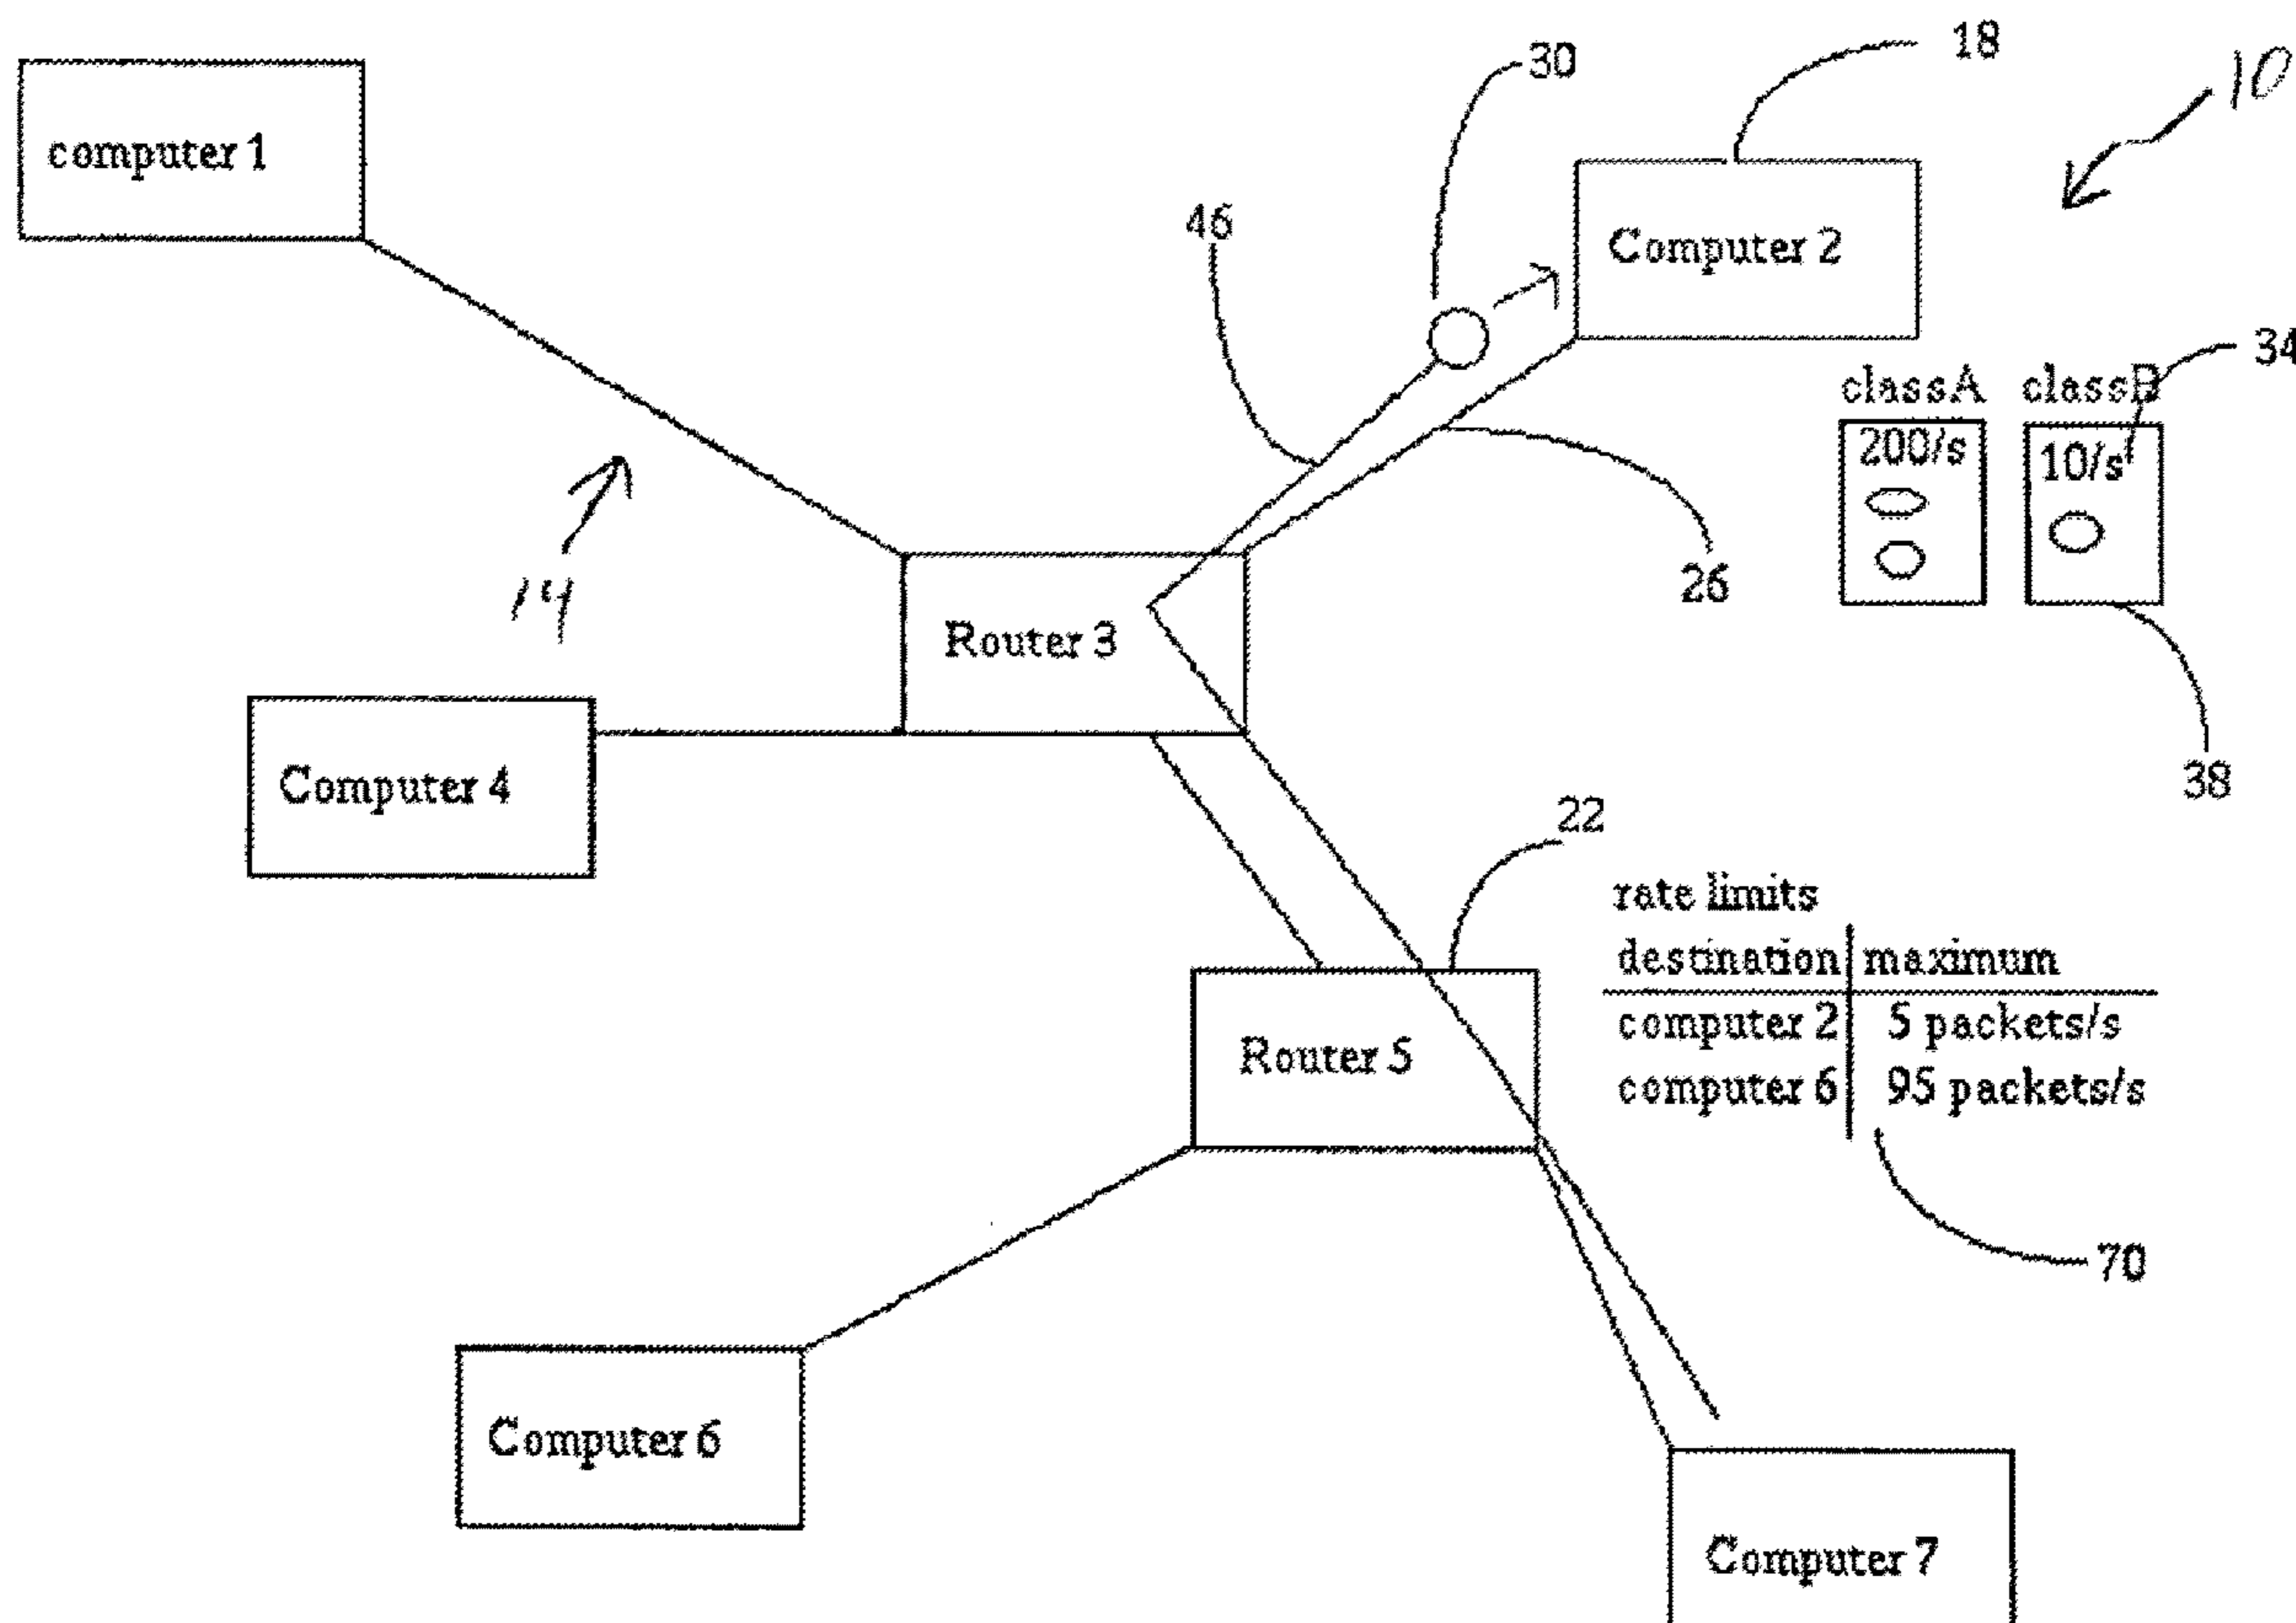 18
30
10
computer 1
46
Computer 2
34
classA classB
200/s 10/s
26
14
Router 3
38
Computer 4
22
rate limits
destination maximum
computer 2 5 packets/s
computer 6 95 packets/s
Router 5
70
Computer 6
Computer 7